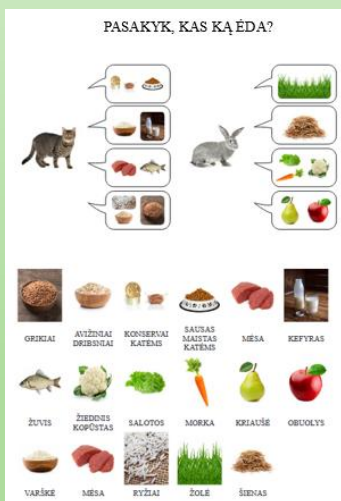 PASAKYK, KAS KĄ ĖDA?
GRIKIAI
AVIŽINIAI
DRIBSNIAI
KONSERVAI
KATĖMS
SAUSAS
MAISTAS
KATĖMS
MĖSA
KEFYRAS
ŽUVIS
ŽIEDINIS
KOPŪSTAS
SALOTOS
MORKA
KRIAUŠĖ
OBUOLYS
VARŠKĖ
MĖSA
RYŽIAI
ŽOLĖ
ŠIENAS